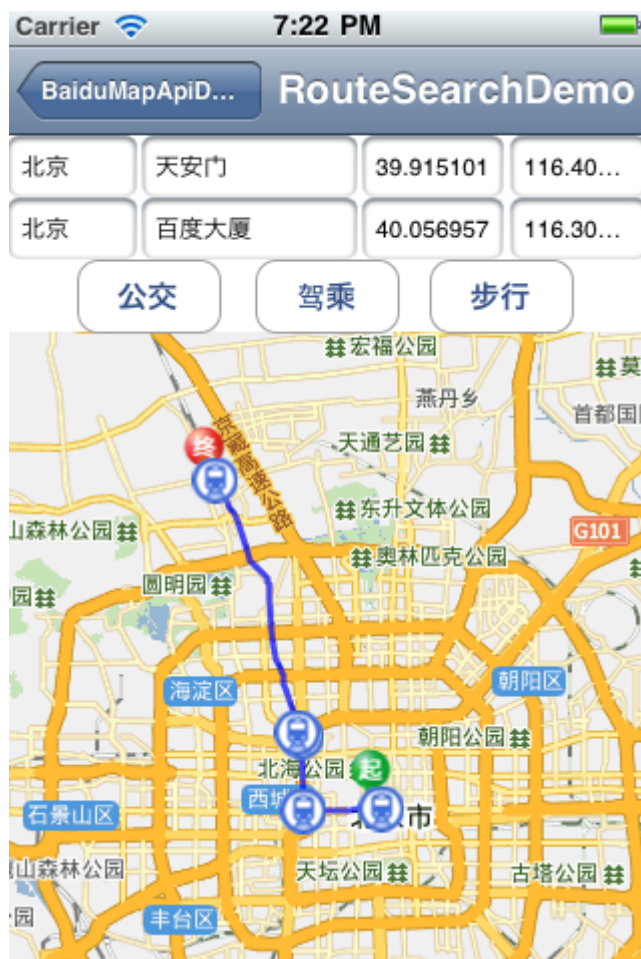 Carrier 7:22 PM
BaiduMapApiD... RouteSearchDemo
北京 天安门 39.915101 116.40...
北京 百度大厦 40.056957 116.30...
公交 驾乘 步行
宏福公园
燕丹乡
首都国
京藏高速公路
终
天通艺园
东升文体公园
山森林公园
G101
奥林匹克公园
圆明园
园
海淀区
朝阳区
朝阳公园
北海公园
起
西城
石景山区
市
山森林公园
天坛公园
古塔公园
公园
丰台区